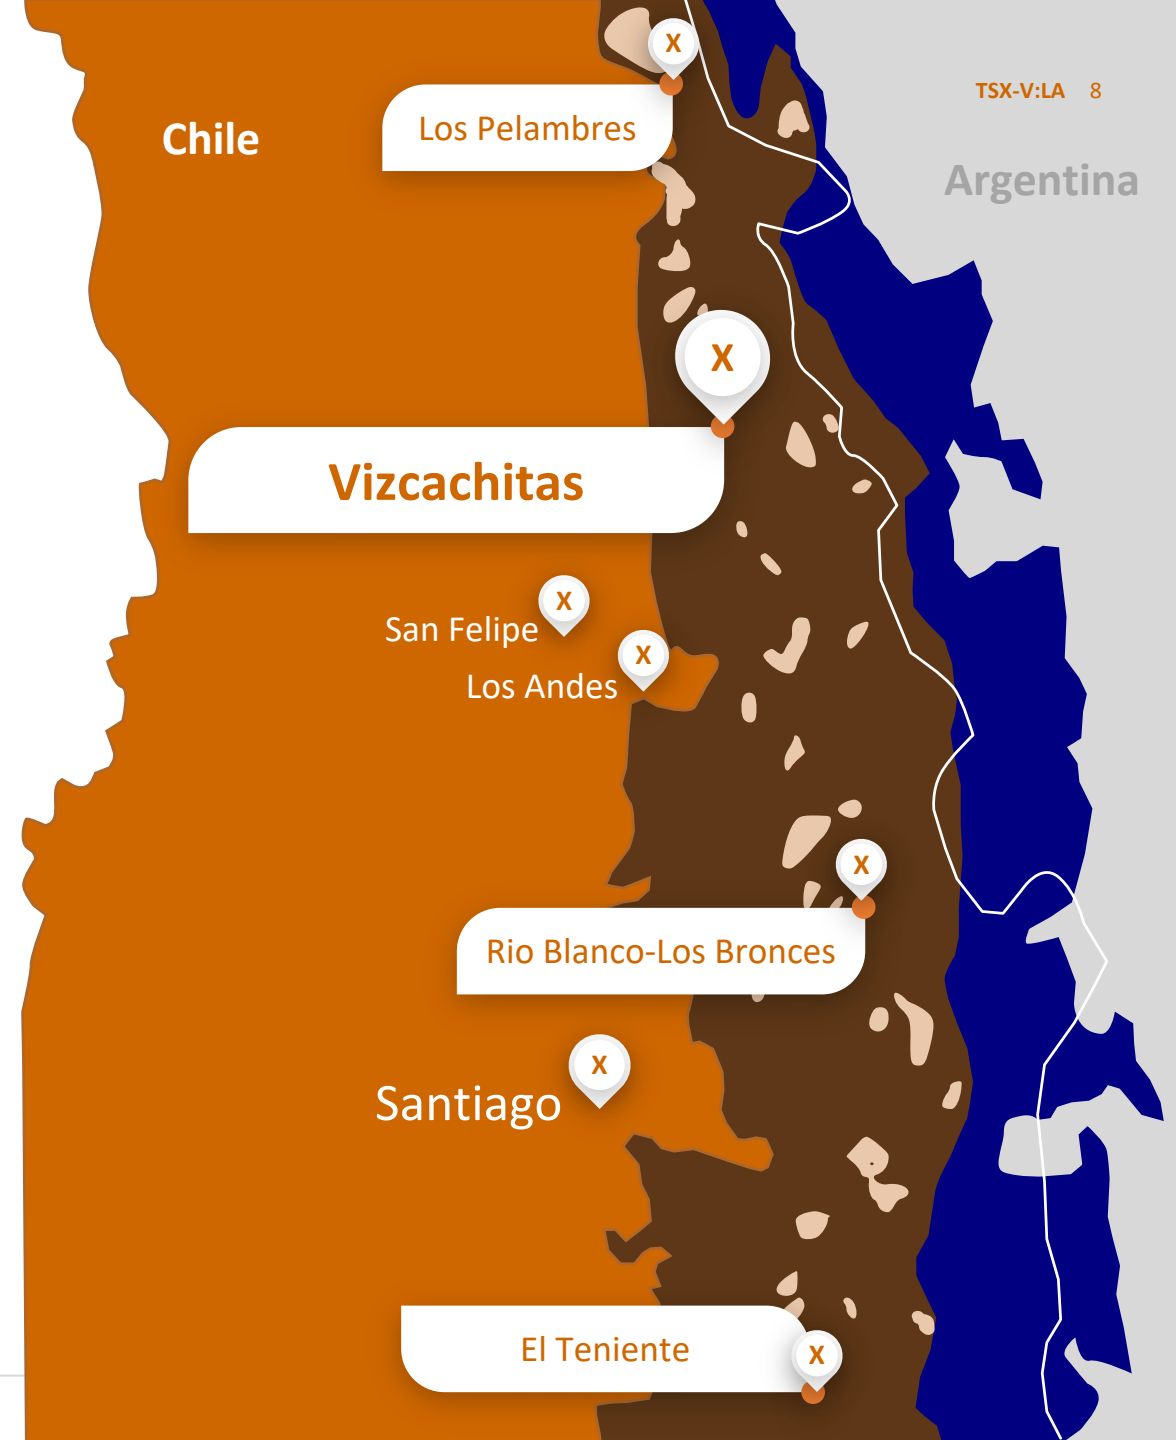 X
TSX-V:LA 8
Los Pelambres
Chile
Argentina
X
Vizcachitas
X
San Felipe
X
Los Andes
X
Rio Blanco-Los Bronces
X
Santiago
El Teniente
X